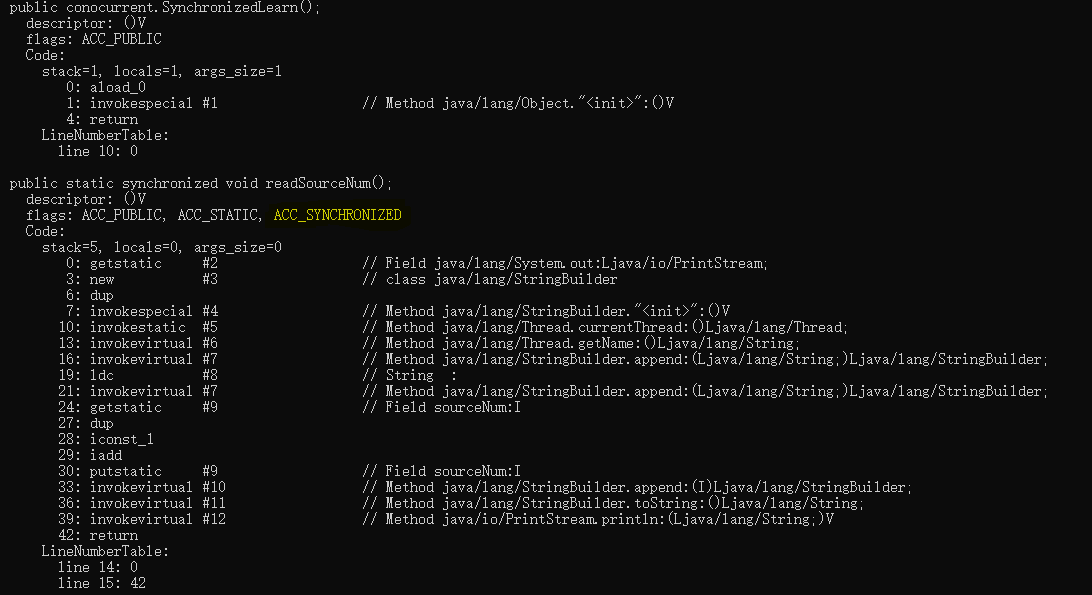 public conocurrent.SynchronizedLearn();
  descriptor: ()V
  flags: ACC_PUBLIC
  Code:
    stack=1, locals=1, args_size=1
       0: aload_0
       1: invokespecial #1                  // Method java/lang/Object."<init>":()V
       4: return
    LineNumberTable:
      line 10: 0

public static synchronized void readSourceNum();
  descriptor: ()V
  flags: ACC_PUBLIC, ACC_STATIC, ACC_SYNCHRONIZED
  Code:
    stack=5, locals=0, args_size=0
       0: getstatic     #2                  // Field java/lang/System.out:Ljava/io/PrintStream;
       3: new           #3                  // class java/lang/StringBuilder
       6: dup
       7: invokespecial #4                  // Method java/lang/StringBuilder."<init>":()V
      10: invokestatic  #5                  // Method java/lang/Thread.currentThread:()Ljava/lang/Thread;
      13: invokevirtual #6                  // Method java/lang/Thread.getName:()Ljava/lang/String;
      16: invokevirtual #7                  // Method java/lang/StringBuilder.append:(Ljava/lang/String;)Ljava/lang/StringBuilder;
      19: ldc           #8                  // String  :
      21: invokevirtual #7                  // Method java/lang/StringBuilder.append:(Ljava/lang/String;)Ljava/lang/StringBuilder;
      24: getstatic     #9                  // Field sourceNum:I
      27: dup
      28: iconst_1
      29: iadd
      30: putstatic     #9                  // Field sourceNum:I
      33: invokevirtual #10                 // Method java/lang/StringBuilder.append:(I)Ljava/lang/StringBuilder;
      36: invokevirtual #11                 // Method java/lang/StringBuilder.toString:()Ljava/lang/String;
      39: invokevirtual #12                 // Method java/io/PrintStream.println:(Ljava/lang/String;)V
      42: return
    LineNumberTable:
      line 14: 0
      line 15: 42